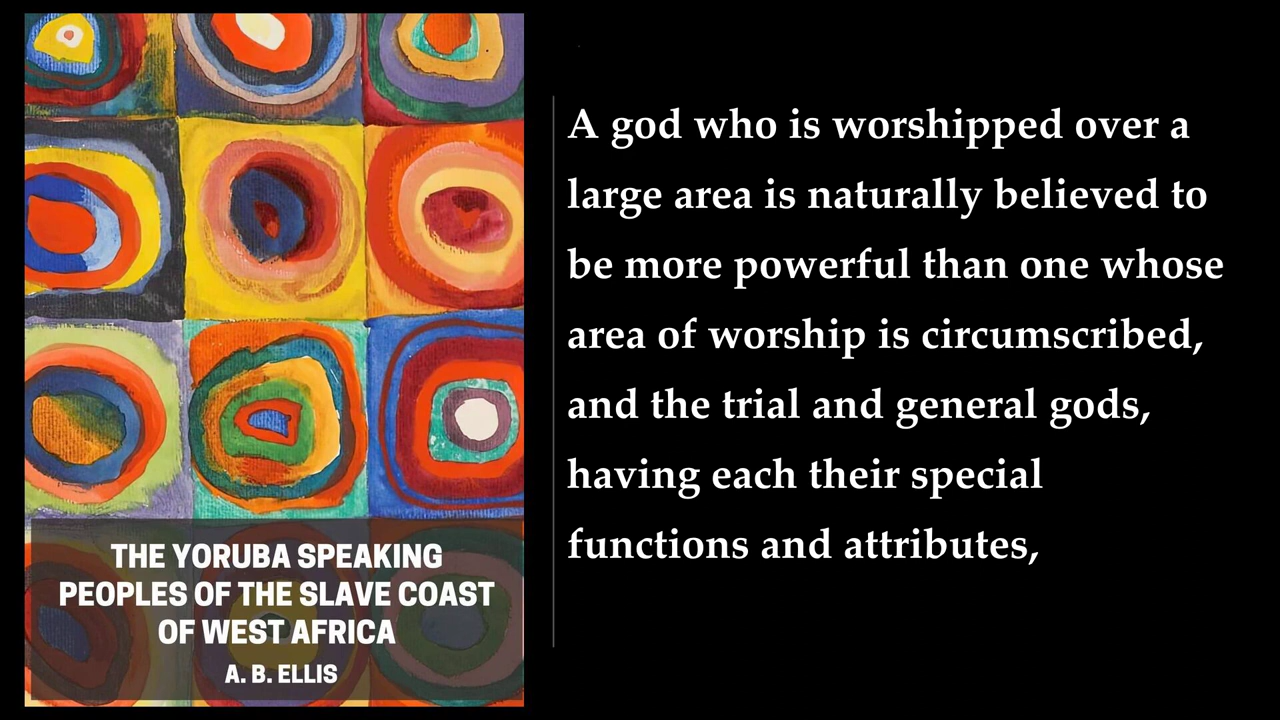 THE YORUBA SPEAKING
PEOPLES OF THE SLAVE COAST
OF WEST AFRICA
A. B. ELLIS
A god who is worshipped over a
large area is naturally believed to
be more powerful than one whose
area of worship is circumscribed,
and the trial and general gods,
having each their special
functions and attributes,